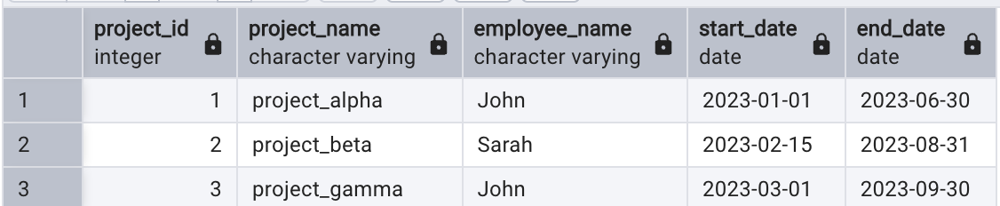 project_id project_name employee_name start_date end_date
integer character varying character varying date date
1 1 project_alpha John 2023-01-01 2023-06-30
2 2 project_beta Sarah 2023-02-15 2023-08-31
3 3 project_gamma John 2023-03-01 2023-09-30